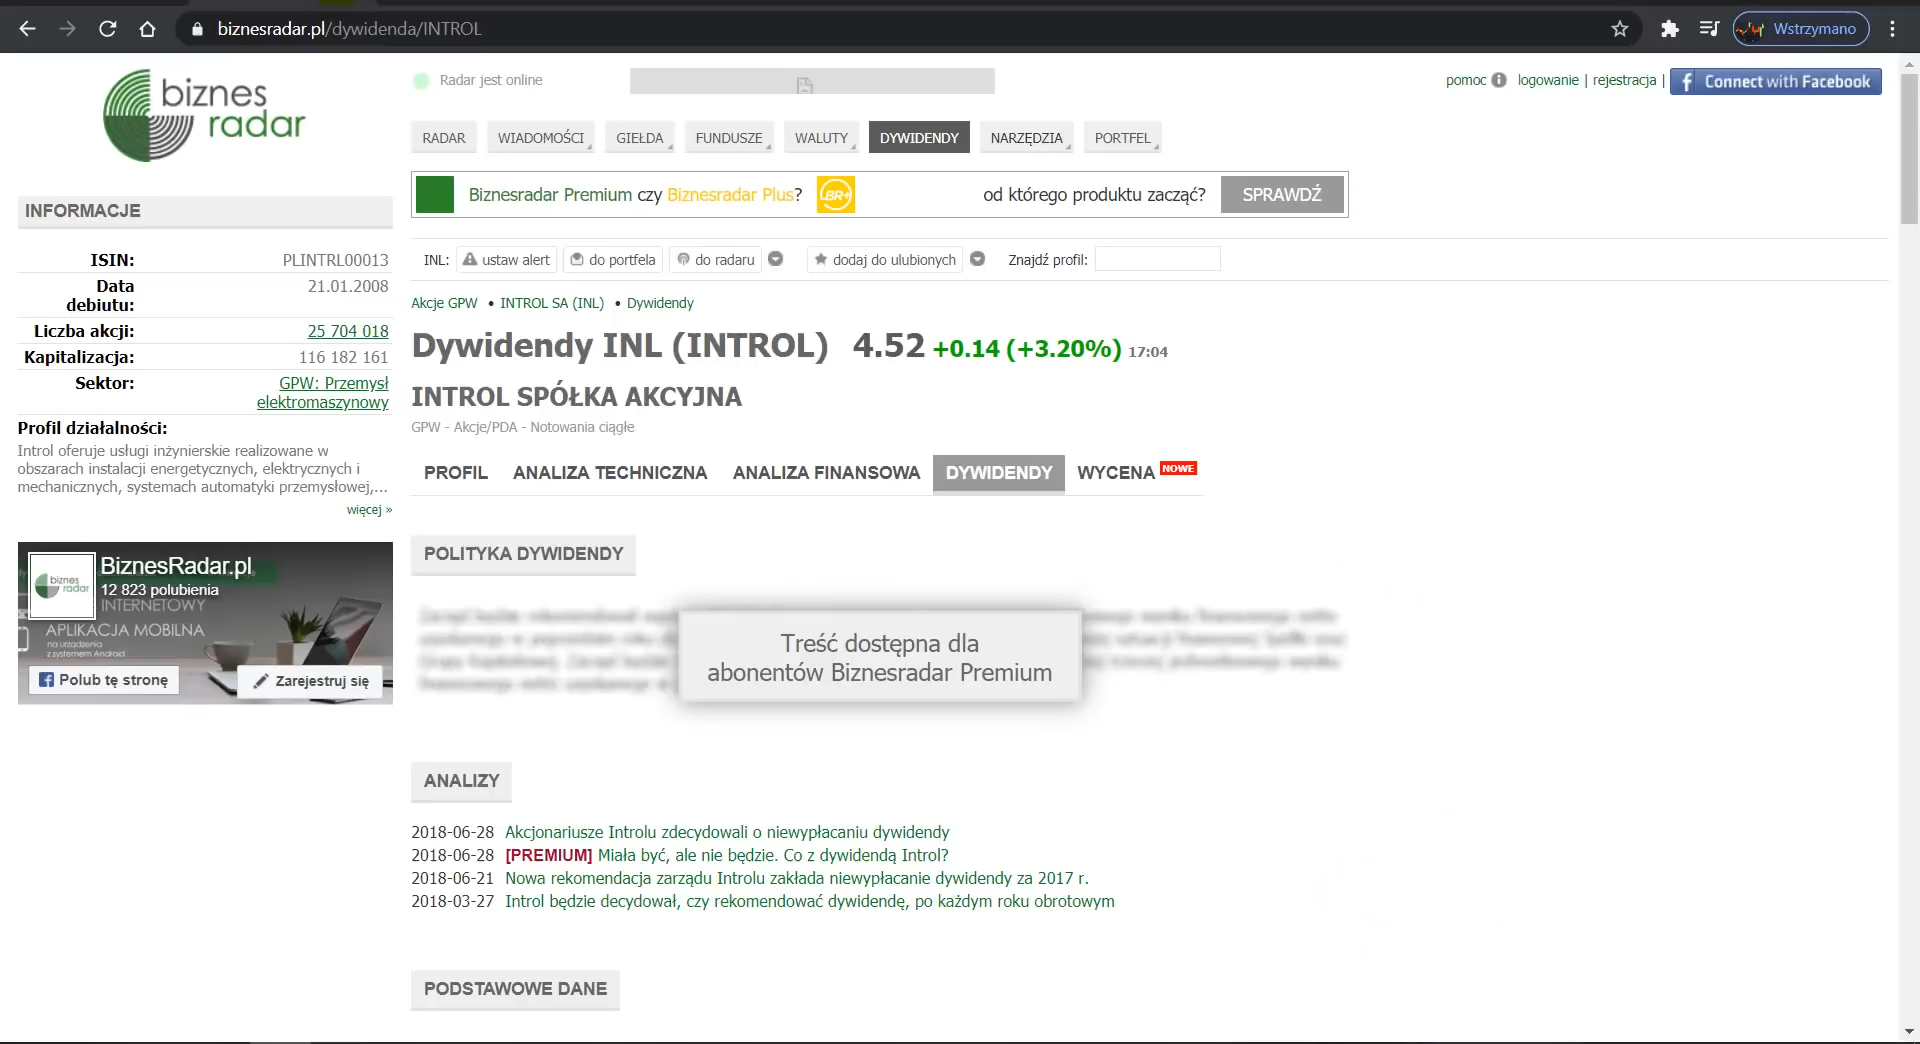 biznesradar.pl/dywidenda/INTROL
Wstrzymano
biznes
radar
Radar jest online
pomoc logowanie | rejestracja | Connect with Facebook
RADAR WIADOMOŚCI GIEŁDA FUNDUSZE WALUTY DYWIDENDY NARZĘDZIA PORTFEL
Biznesradar Premium czy Biznesradar Plus? BR+ od którego produktu zacząć? SPRAWDŹ
INFORMACJE
ISIN: PLINTRL00013
Data 21.01.2008
debiutu:
Liczba akcji: 25 704 018
Kapitalizacja: 116 182 161
Sektor: GPW: Przemysł
elektromaszynowy
Profil działalności:
Introl oferuje usługi inżynierskie realizowane w
obszarach instalacji energetycznych, elektrycznych i
mechanicznych, systemach automatyki przemysłowej,...
więcej »
BiznesRadar.pl
12 823 polubienia
biznes
radar
INTERNETOWY
APLIKACJA MOBILNA
na urządzenia
z systemem Android
Polub tę stronę
Zarejestruj się
INL: ustaw alert do portfela do radaru dodaj do ulubionych Znajdź profil:
Akcje GPW • INTROL SA (INL) • Dywidendy
Dywidendy INL (INTROL) 4.52 +0.14 (+3.20%) 17:04
INTROL SPÓŁKA AKCYJNA
GPW - Akcje/PDA - Notowania ciągłe
PROFIL ANALIZA TECHNICZNA ANALIZA FINANSOWA DYWIDENDY WYCENA NOWE
POLITYKA DYWIDENDY
Treść dostępna dla
abonentów Biznesradar Premium
ANALIZY
2018-06-28 Akcjonariusze Introlu zdecydowali o niewypłacaniu dywidendy
2018-06-28 [PREMIUM] Miała być, ale nie będzie. Co z dywidendą Introl?
2018-06-21 Nowa rekomendacja zarządu Introlu zakłada niewypłacanie dywidendy za 2017 r.
2018-03-27 Introl będzie decydował, czy rekomendować dywidendę, po każdym roku obrotowym
PODSTAWOWE DANE